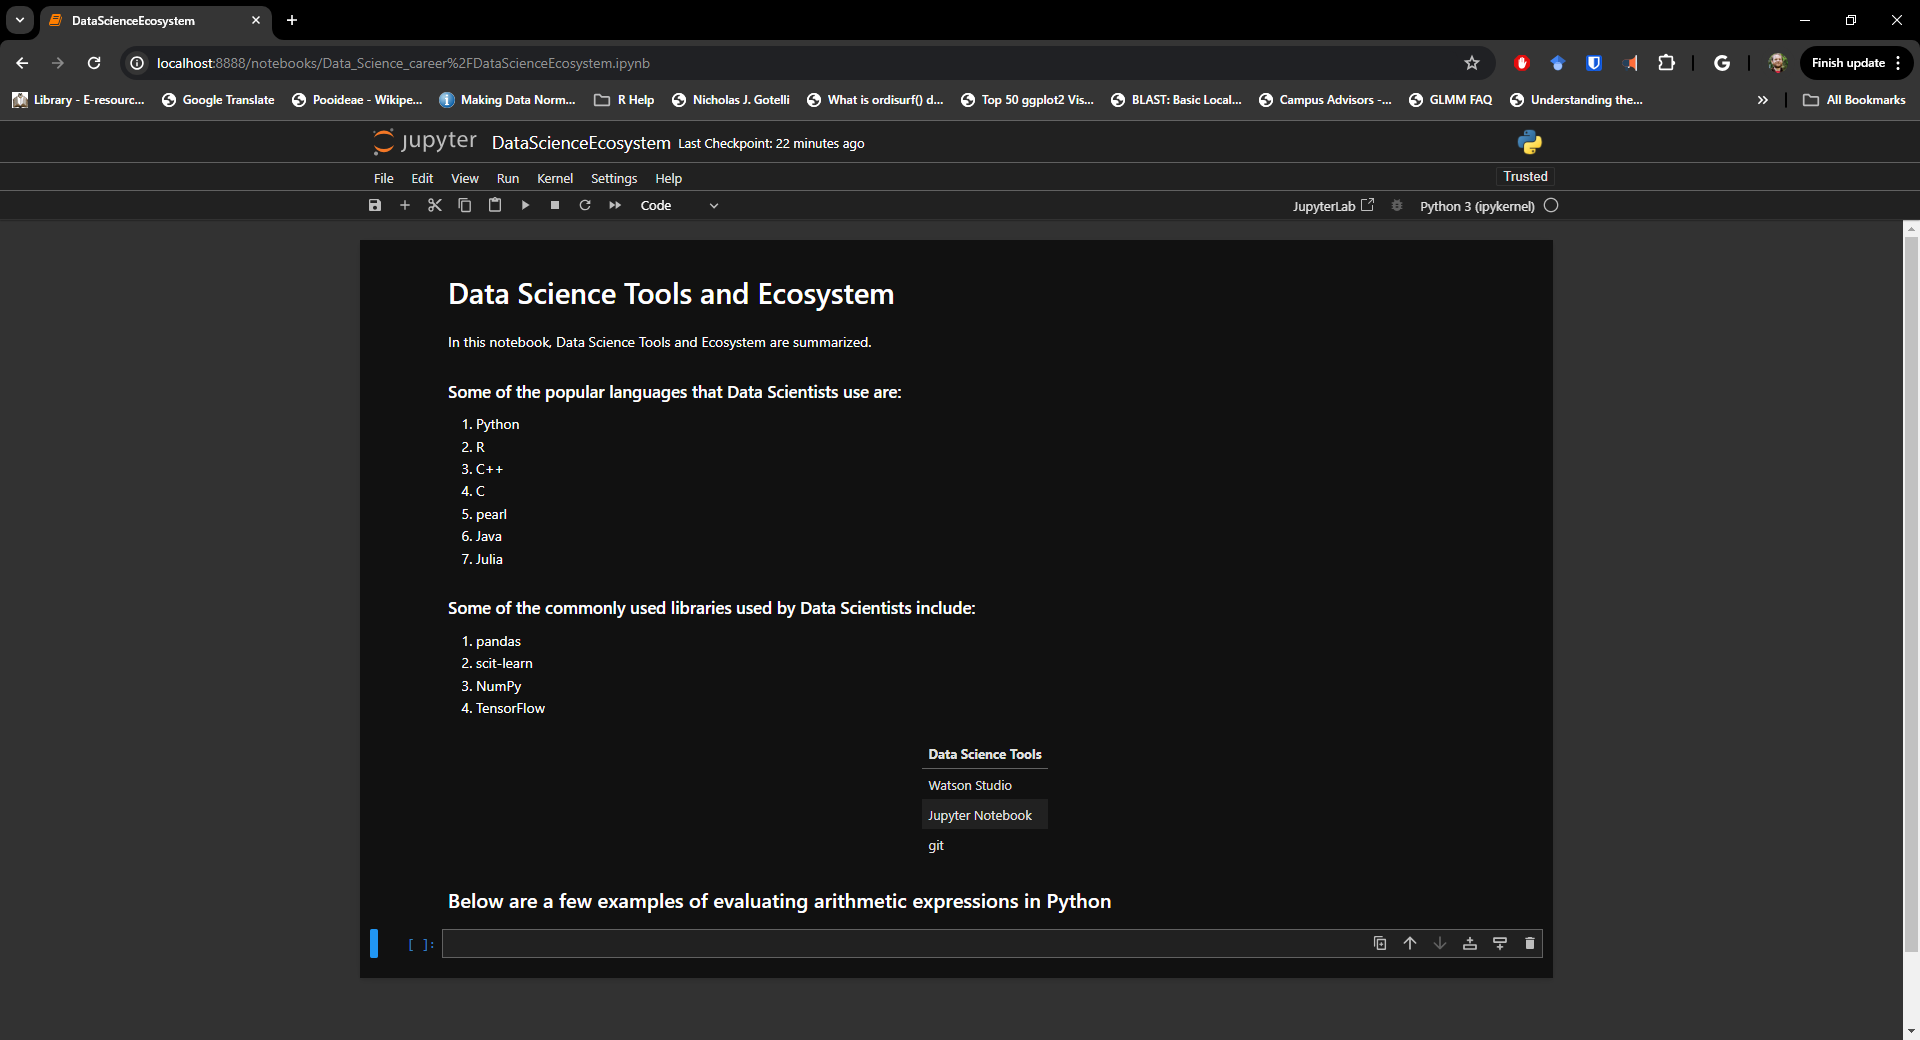 DataScienceEcosystem
localhost:8888/notebooks/Data_Science_career%2FDataScienceEcosystem.ipynb
Finish update
Library - E-resourc...
Google Translate
Pooideae - Wikipe...
Making Data Norm...
R Help
Nicholas J. Gotelli
What is ordisurf() d...
Top 50 ggplot2 Vis...
BLAST: Basic Local...
Campus Advisors -...
GLMM FAQ
Understanding the...
All Bookmarks
jupyter DataScienceEcosystem Last Checkpoint: 22 minutes ago
File Edit View Run Kernel Settings Help
Trusted
Code
JupyterLab
Python 3 (ipykernel)
Data Science Tools and Ecosystem
In this notebook, Data Science Tools and Ecosystem are summarized.
Some of the popular languages that Data Scientists use are:
1. Python
2. R
3. C++
4. C
5. pearl
6. Java
7. Julia
Some of the commonly used libraries used by Data Scientists include:
1. pandas
2. scit-learn
3. NumPy
4. TensorFlow
Data Science Tools
Watson Studio
Jupyter Notebook
git
Below are a few examples of evaluating arithmetic expressions in Python
[ ]: